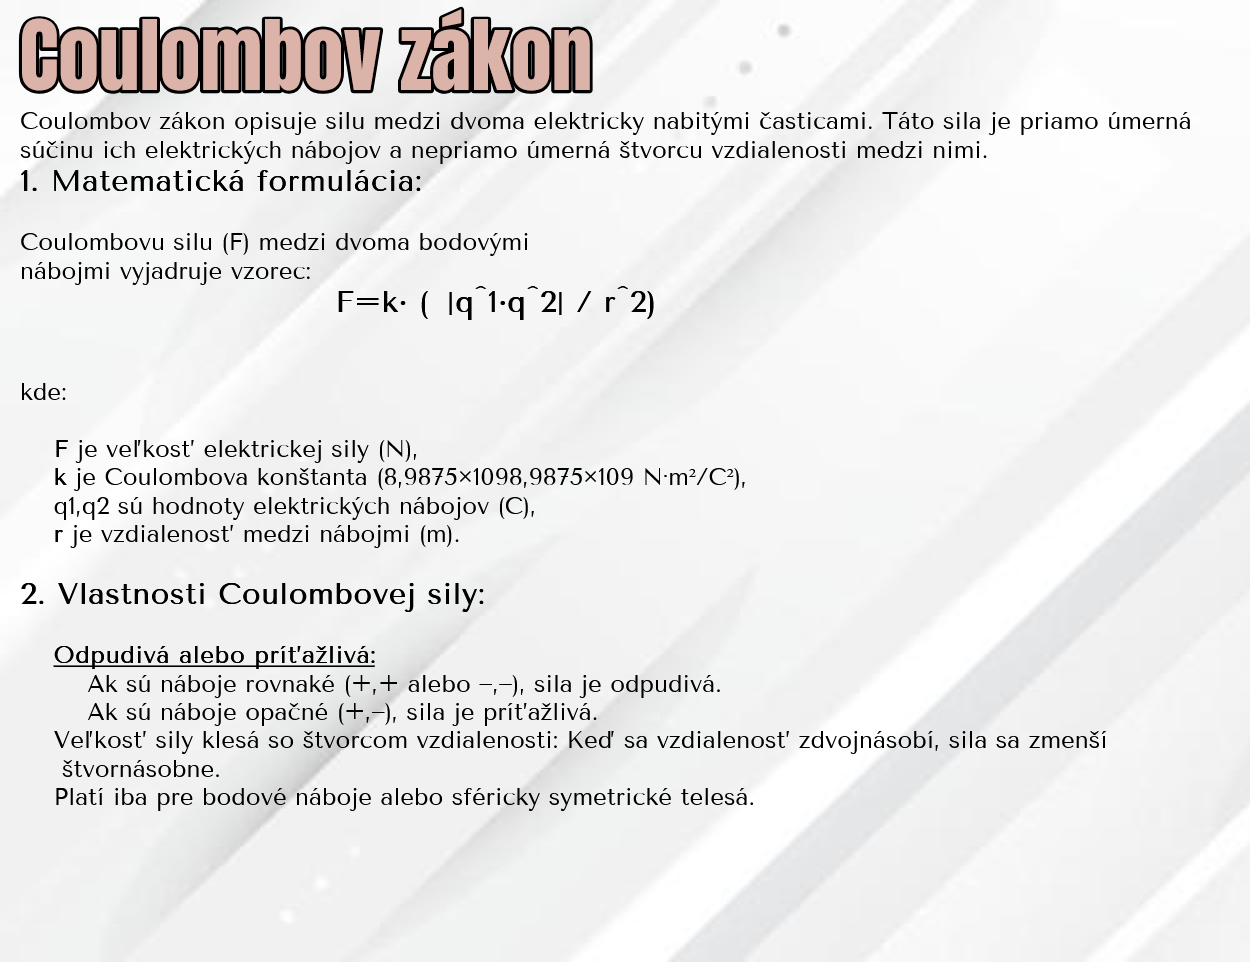 Coulombov zákon
Coulombov zákon opisuje silu medzi dvoma elektricky nabitými časticami. Táto sila je priamo úmerná
súčinu ich elektrických nábojov a nepriamo úmerná štvorcu vzdialenosti medzi nimi.
1. Matematická formulácia:
Coulombovu silu (F) medzi dvoma bodovými
nábojmi vyjadruje vzorec:
F=k· ( |q^1·q^2| / r^2)
kde:
F je veľkosť elektrickej sily (N),
k je Coulombova konštanta (8,9875×1098,9875×109 N·m²/C²),
q1,q2 sú hodnoty elektrických nábojov (C),
r je vzdialenosť medzi nábojmi (m).
2. Vlastnosti Coulombovej sily:
Odpudivá alebo príťažlivá:
Ak sú náboje rovnaké (+,+ alebo −,−), sila je odpudivá.
Ak sú náboje opačné (+,−), sila je príťažlivá.
Veľkosť sily klesá so štvorcom vzdialenosti: Keď sa vzdialenosť zdvojnásobí, sila sa zmenší
štvornásobne.
Platí iba pre bodové náboje alebo sféricky symetrické telesá.